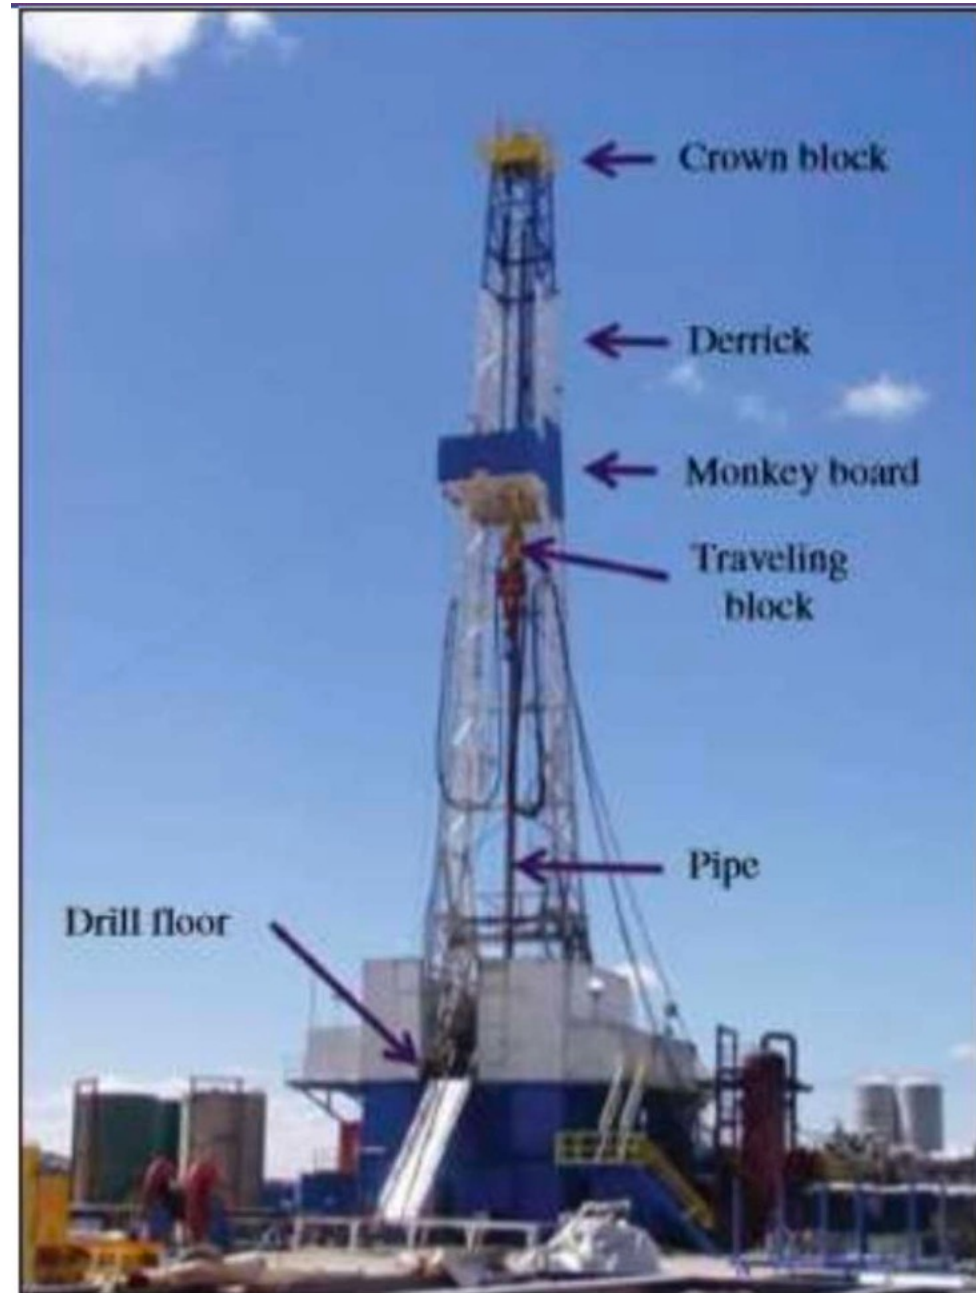 Crown block
Derrick
Monkey board
Traveling
block
Pipe
Drill floor